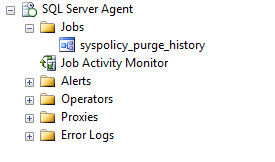 SQL Server Agent
Jobs
syspolicy_purge_history
Job Activity Monitor
Alerts
Operators
Proxies
Error Logs